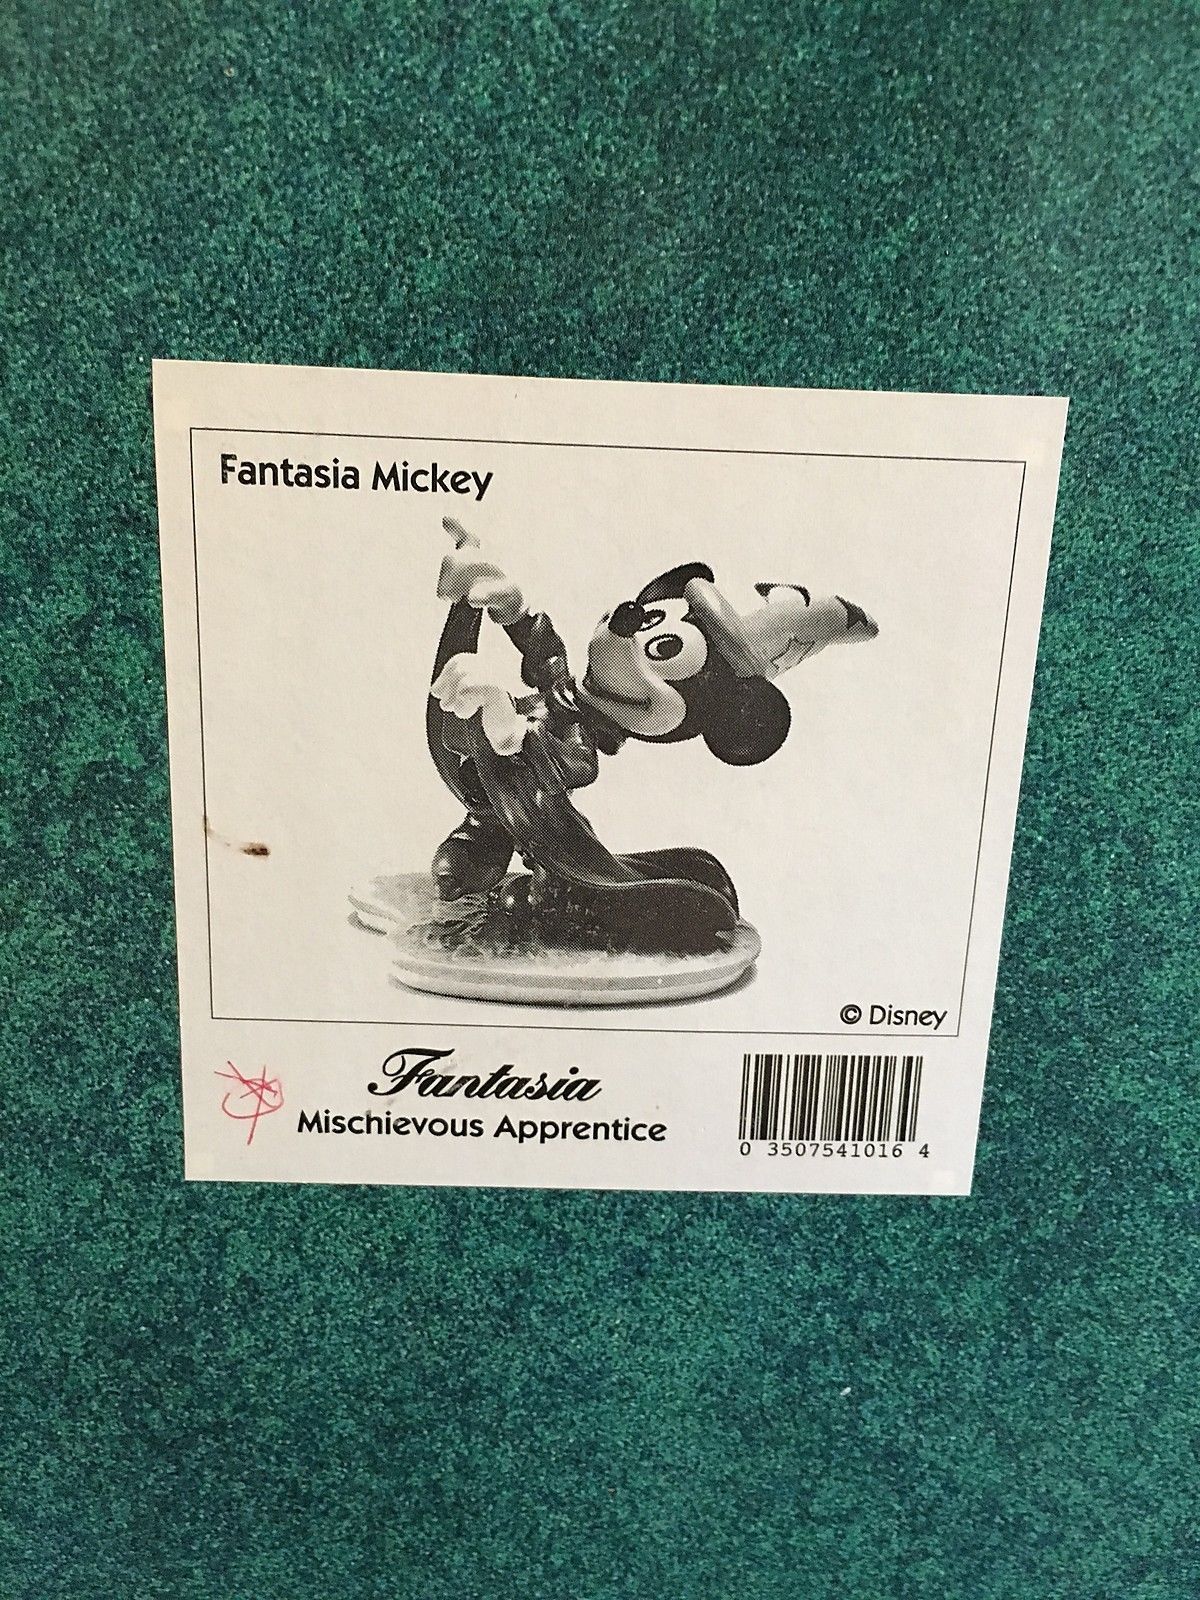 Fantasia Mickey
© Disney
Fantasia
Mischievous Apprentice
0 3507541016 4